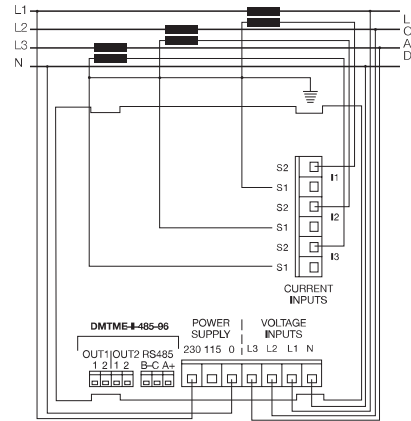 L1
L2
L3
N
L
O
A
D
S2
I1
S1
S2
I2
S1
S2
I3
S1
CURRENT
INPUTS
DMTME-II-485-96
POWER
SUPPLY
VOLTAGE
INPUTS
OUT1 OUT2 RS485
230 115 0 L3 L2 L1 N
1 2 1 2 B- C A+